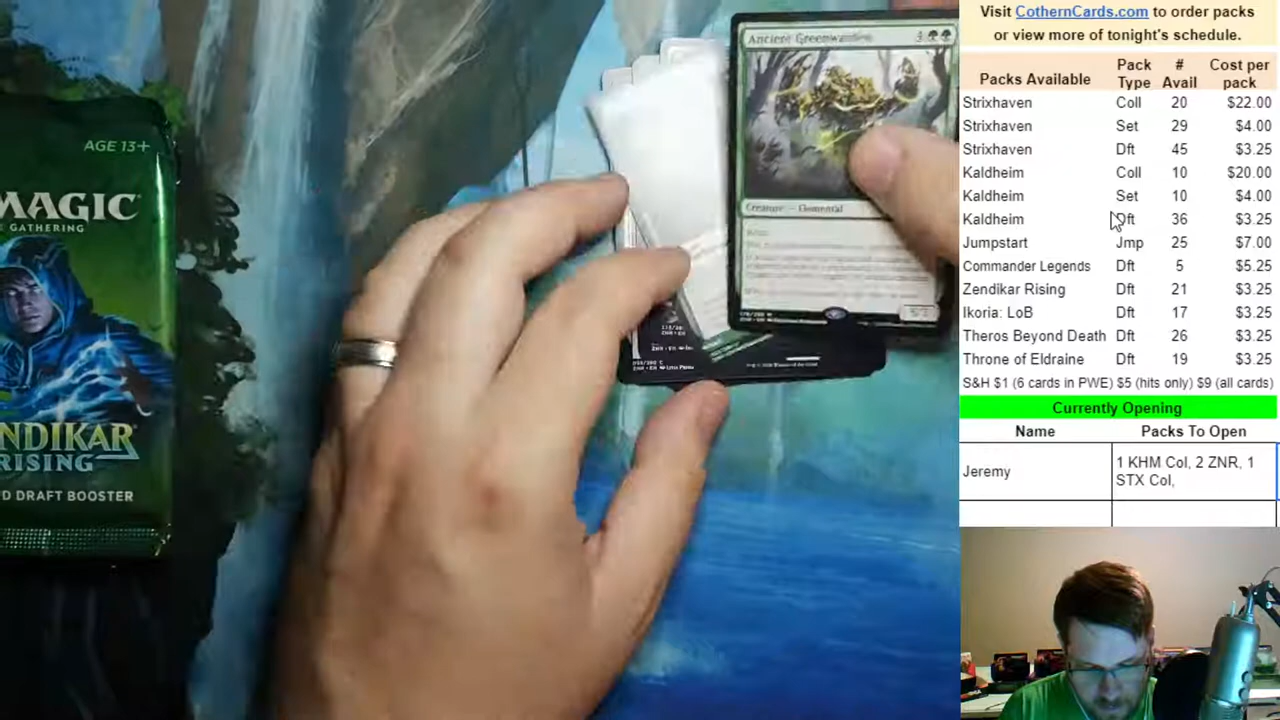 AGE 13+
MAGIC
GATHERING
NDIKAR
RISING
D DRAFT BOOSTER
Ancient Greenwarden
Creature — Elemental
Visit CothernCards.com to order packs
or view more of tonight's schedule.
Packs Available Pack Type # Avail Cost per pack
Strixhaven Coll 20 $22.00
Strixhaven Set 29 $4.00
Strixhaven Dft 45 $3.25
Kaldheim Coll 10 $20.00
Kaldheim Set 10 $4.00
Kaldheim Dft 36 $3.25
Jumpstart Jmp 25 $7.00
Commander Legends Dft 5 $5.25
Zendikar Rising Dft 21 $3.25
Ikoria: LoB Dft 17 $3.25
Theros Beyond Death Dft 26 $3.25
Throne of Eldraine Dft 19 $3.25
S&H $1 (6 cards in PWE) $5 (hits only) $9 (all cards)
Currently Opening
Name Packs To Open
Jeremy 1 KHM Col, 2 ZNR, 1
STX Col,